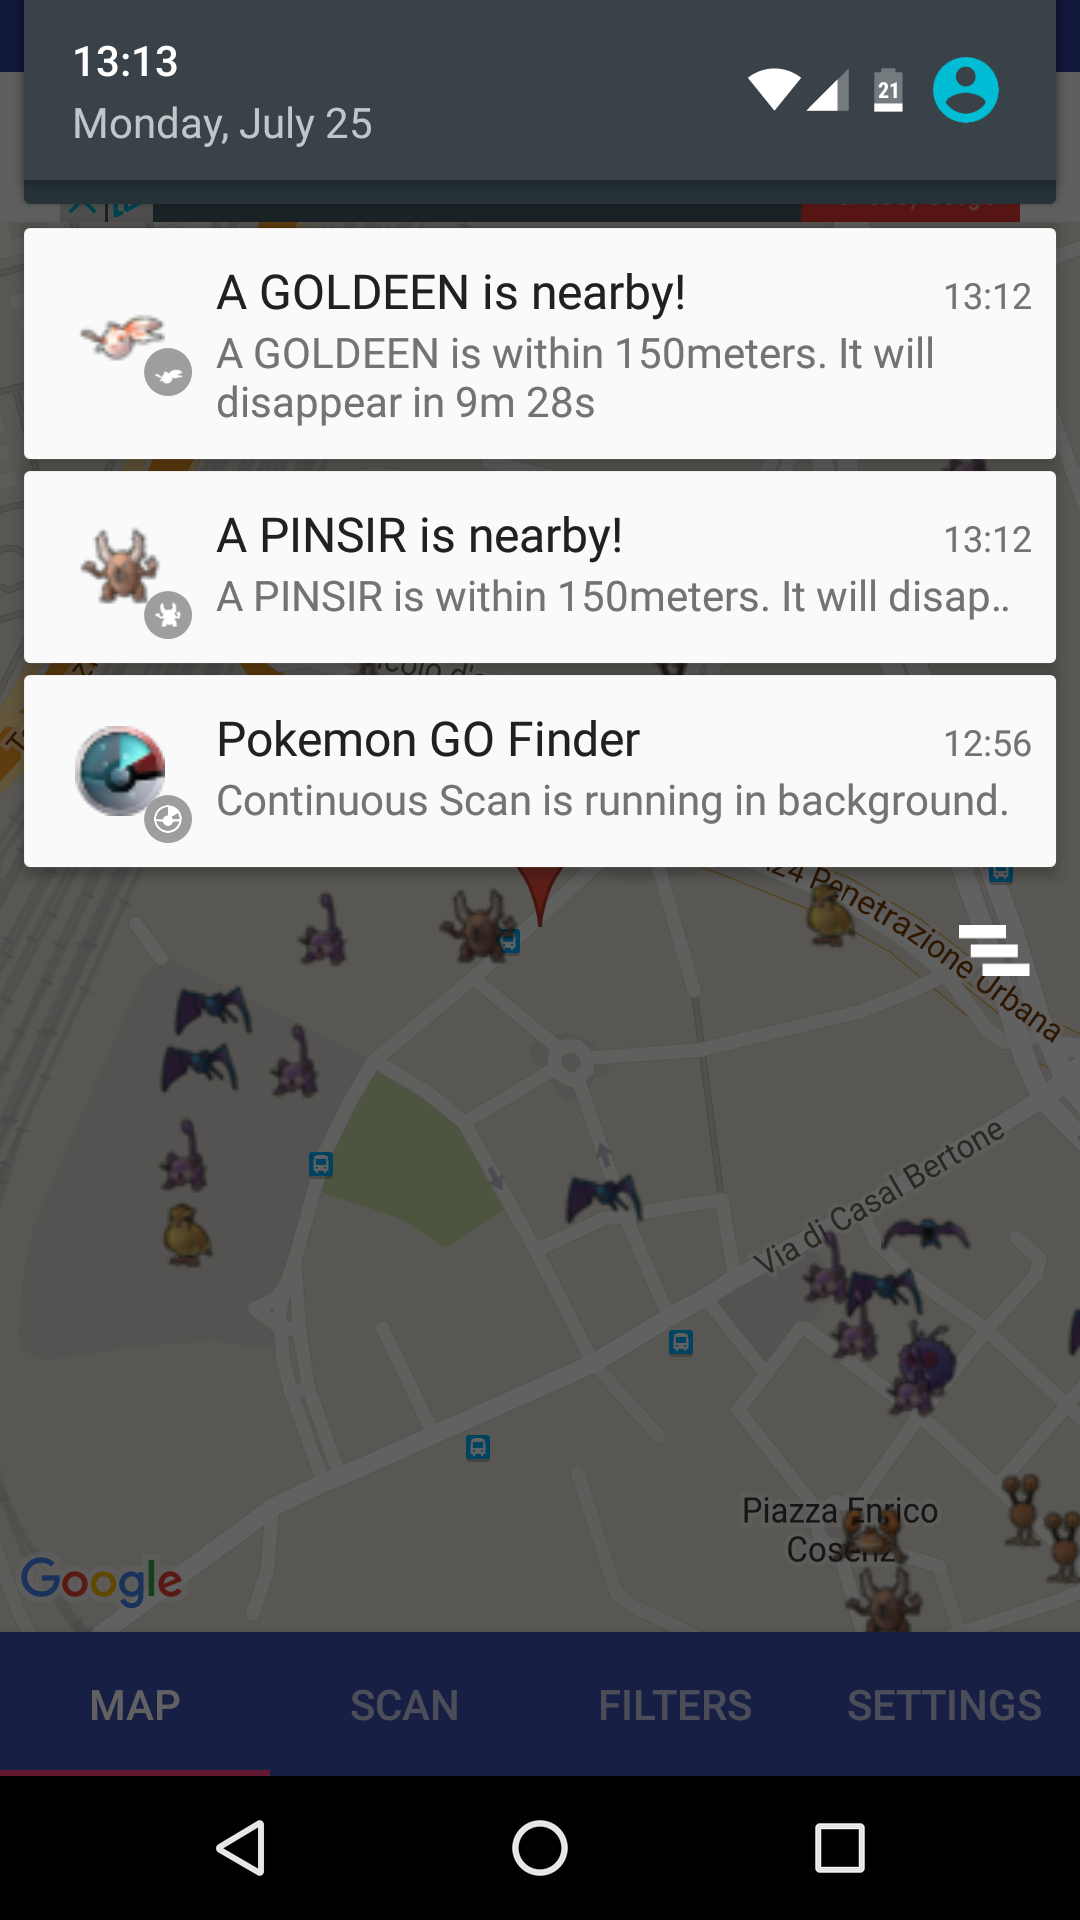 13:13
Monday, July 25
21
A GOLDEEN is nearby!
13:12
A GOLDEEN is within 150meters. It will
disappear in 9m 28s
A PINSIR is nearby!
13:12
A PINSIR is within 150meters. It will disap..
Pokemon GO Finder
12:56
Continuous Scan is running in background.
Penetrazione Urbana
Via di Casal Bertone
Piazza Enrico
Cosenz
Google
MAP
SCAN
FILTERS
SETTINGS